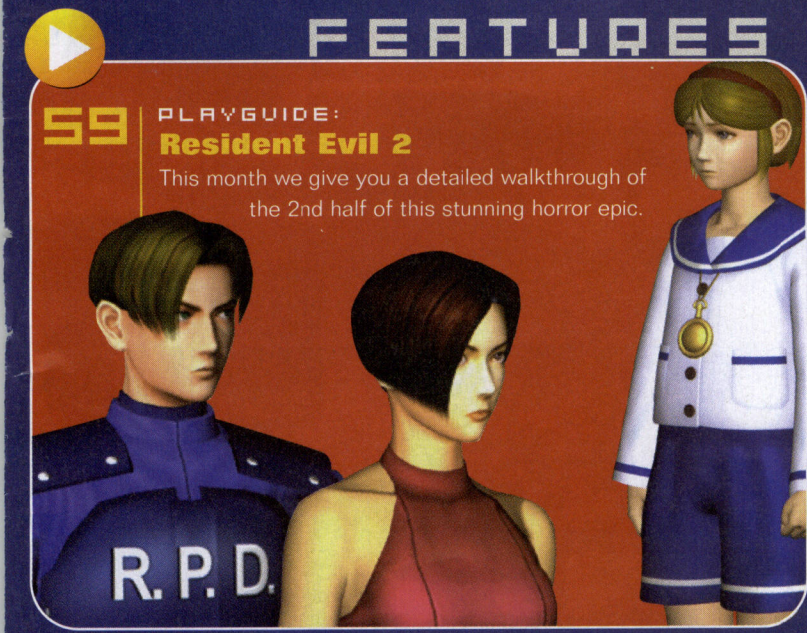 FEATURES
59
PLAYGUIDE:
Resident Evil 2
This month we give you a detailed walkthrough of
the 2nd half of this stunning horror epic.
R. P. D.